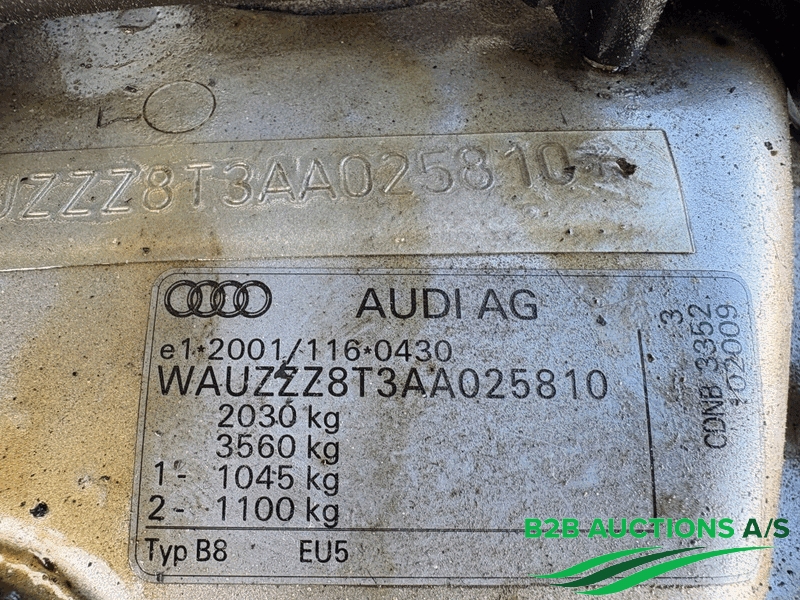 UZZZ8T3AA025810*
AUDI AG
e1*2001/116*0430
WAUZZZ8T3AA025810
2030 kg
3560 kg
1- 1045 kg
2- 1100 kg
Typ B8 EU5
3
CDNB 3352
102009
B2B AUCTIONS A/S